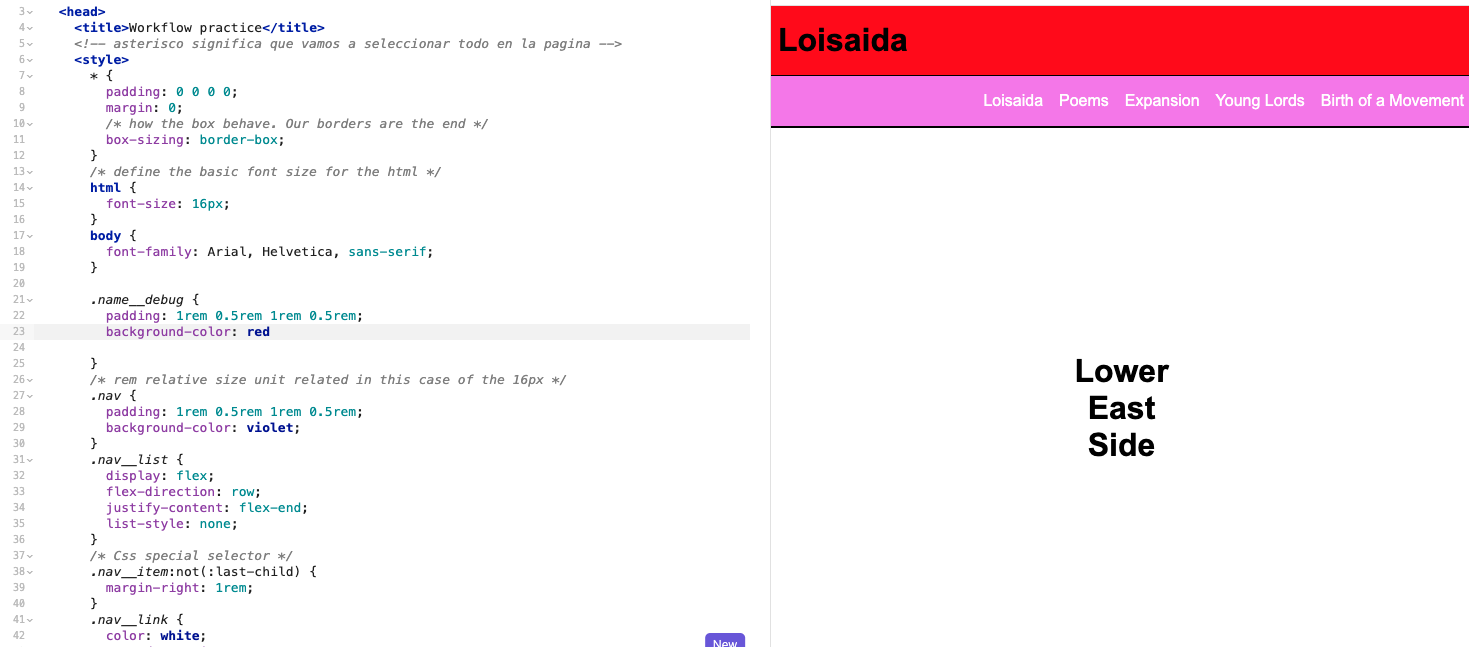 3 <head>
4 <title>Workflow practice</title>
5 <!-- asterisco significa que vamos a seleccionar todo en la pagina -->
6 <style>
7 * {
8 padding: 0 0 0 0;
9 margin: 0;
10 /* how the box behave. Our borders are the end */
11 box-sizing: border-box;
12 }
13 /* define the basic font size for the html */
14 html {
15 font-size: 16px;
16 }
17 body {
18 font-family: Arial, Helvetica, sans-serif;
19 }
20
21 .name__debug {
22 padding: 1rem 0.5rem 1rem 0.5rem;
23 background-color: red
24
25 }
26 /* rem relative size unit related in this case of the 16px */
27 .nav {
28 padding: 1rem 0.5rem 1rem 0.5rem;
29 background-color: violet;
30 }
31 .nav__list {
32 display: flex;
33 flex-direction: row;
34 justify-content: flex-end;
35 list-style: none;
36 }
37 /* Css special selector */
38 .nav__item:not(:last-child) {
39 margin-right: 1rem;
40 }
41 .nav__link {
42 color: white;
New
Loisaida
Loisaida Poems Expansion Young Lords Birth of a Movement
Lower
East
Side